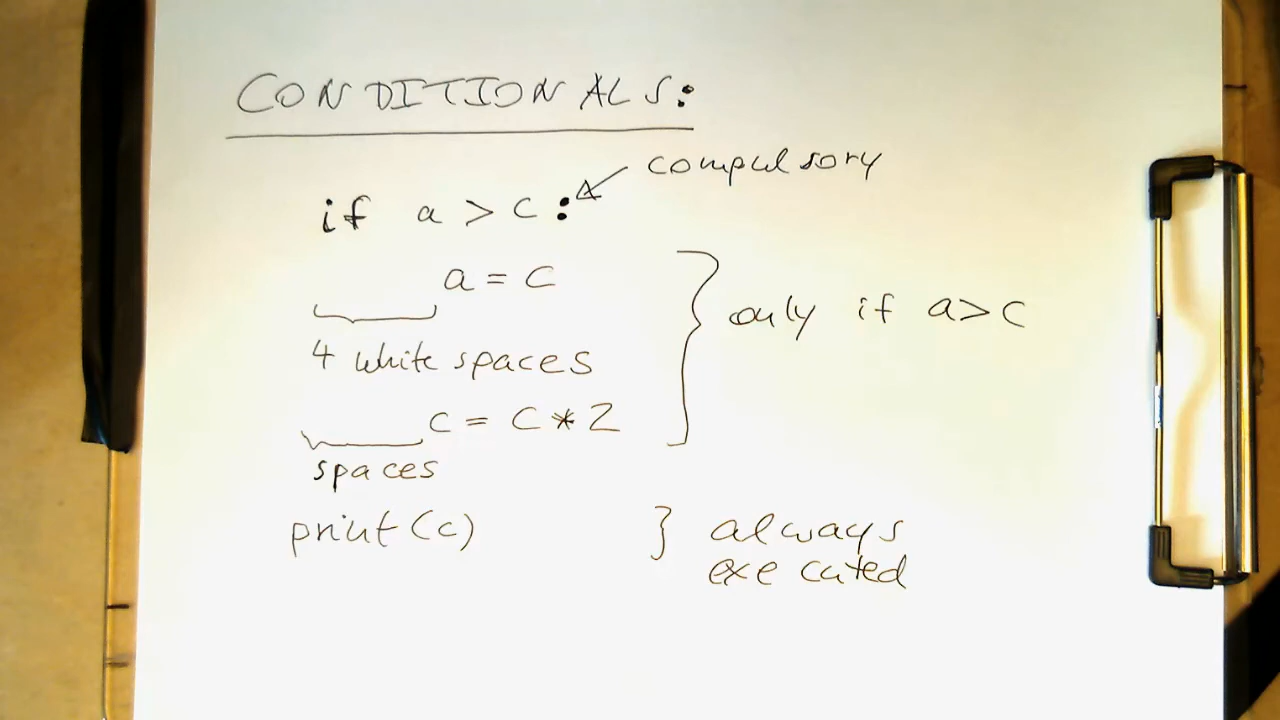 CONDITIONALS:
compulsory
if a > c :
a = c
only if a>c
4 white spaces
c = c * 2
spaces
print(c)
} always
executed